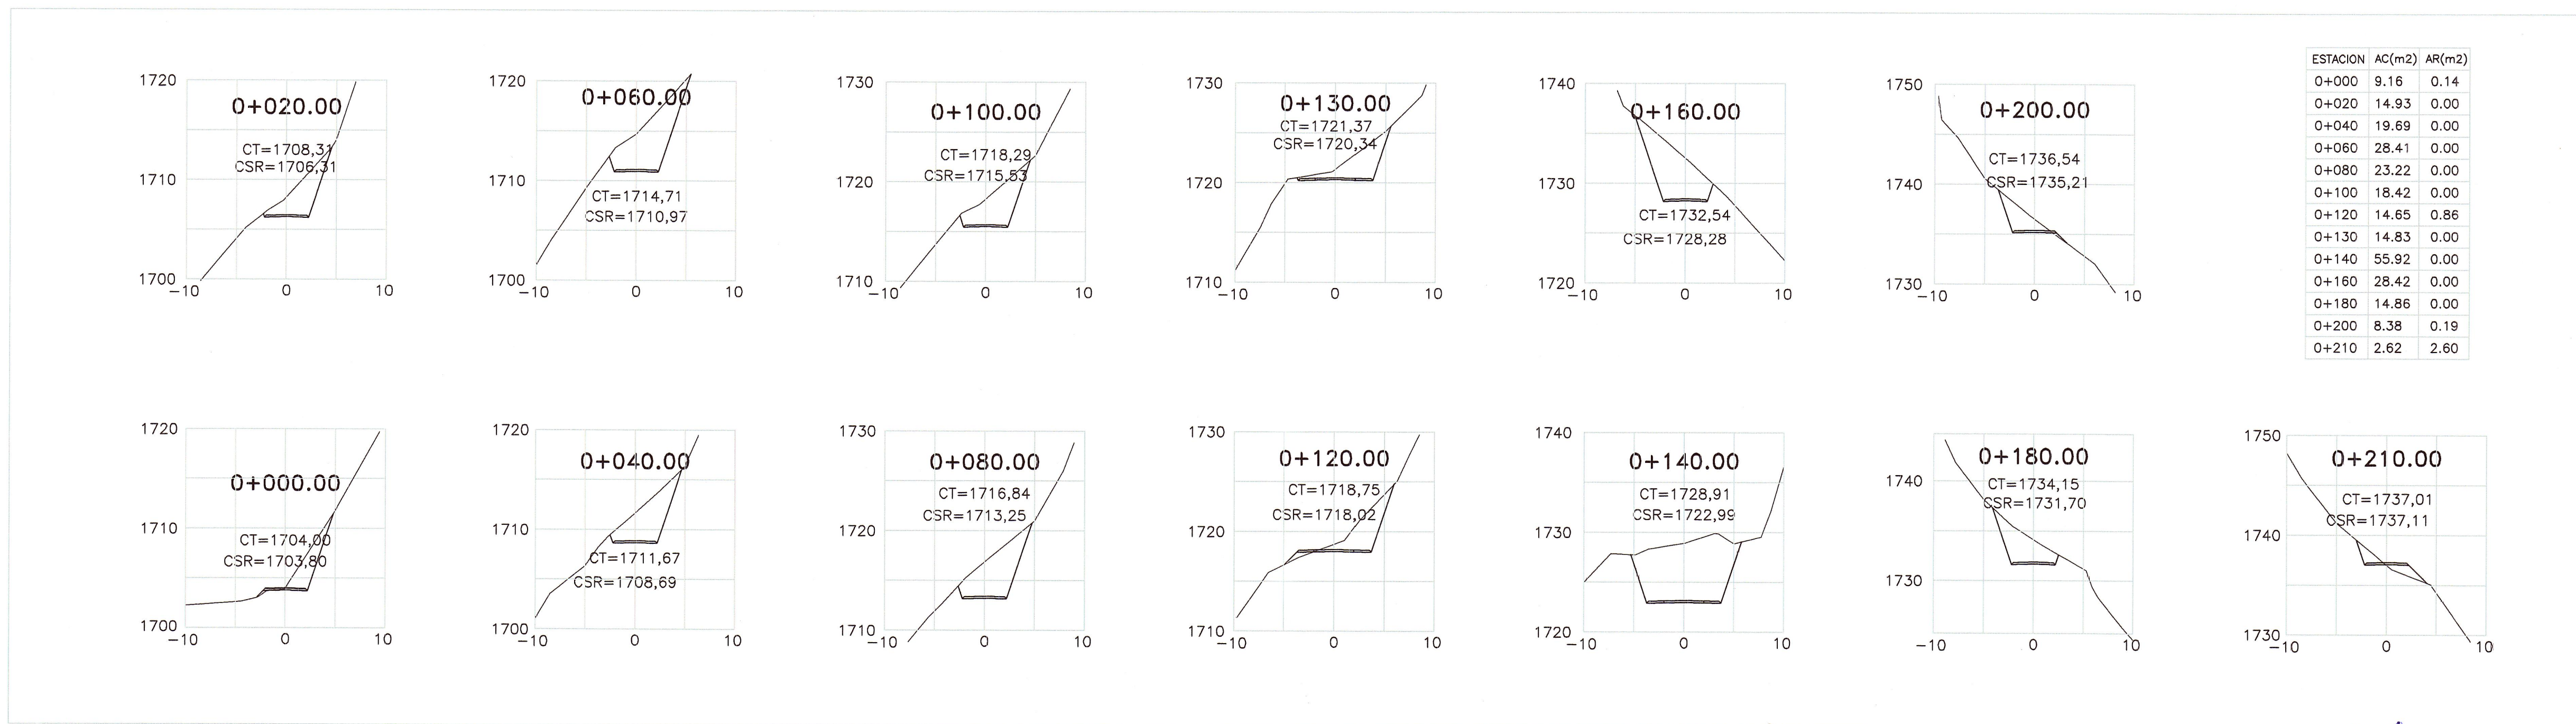 1720
0+020.00
CT=1708,31
CSR=1706,31
1710
1700
-10 0 10
1720
0+060.00
1710
CT=1714,71
CSR=1710,97
1700
-10 0 10
1730
0+100.00
CT=1718,29
CSR=1715,53
1720
1710
-10 0 10
1730
0+130.00
CT=1721,37
CSR=1720,34
1720
1710
-10 0 10
1740
0+160.00
1730
CT=1732,54
CSR=1728,28
1720
-10 0 10
1750
0+200.00
CT=1736,54
CSR=1735,21
1740
1730
-10 0 10
ESTACION AC(m2) AR(m2)
0+000 9.16 0.14
0+020 14.93 0.00
0+040 19.69 0.00
0+060 28.41 0.00
0+080 23.22 0.00
0+100 18.42 0.00
0+120 14.65 0.86
0+130 14.83 0.00
0+140 55.92 0.00
0+160 28.42 0.00
0+180 14.86 0.00
0+200 8.38 0.19
0+210 2.62 2.60
1720
0+000.00
1710
CT=1704,00
CSR=1703,80
1700
-10 0 10
1720
0+040.00
1710
CT=1711,67
CSR=1708,69
1700
-10 0 10
1730
0+080.00
CT=1716,84
CSR=1713,25
1720
1710
-10 0 10
1730
0+120.00
CT=1718,75
CSR=1718,02
1720
1710
-10 0 10
1740
0+140.00
CT=1728,91
CSR=1722,99
1730
1720
-10 0 10
0+180.00
1740
CT=1734,15
CSR=1731,70
1730
-10 0 10
1750
0+210.00
CT=1737,01
CSR=1737,11
1740
1730
-10 0 10